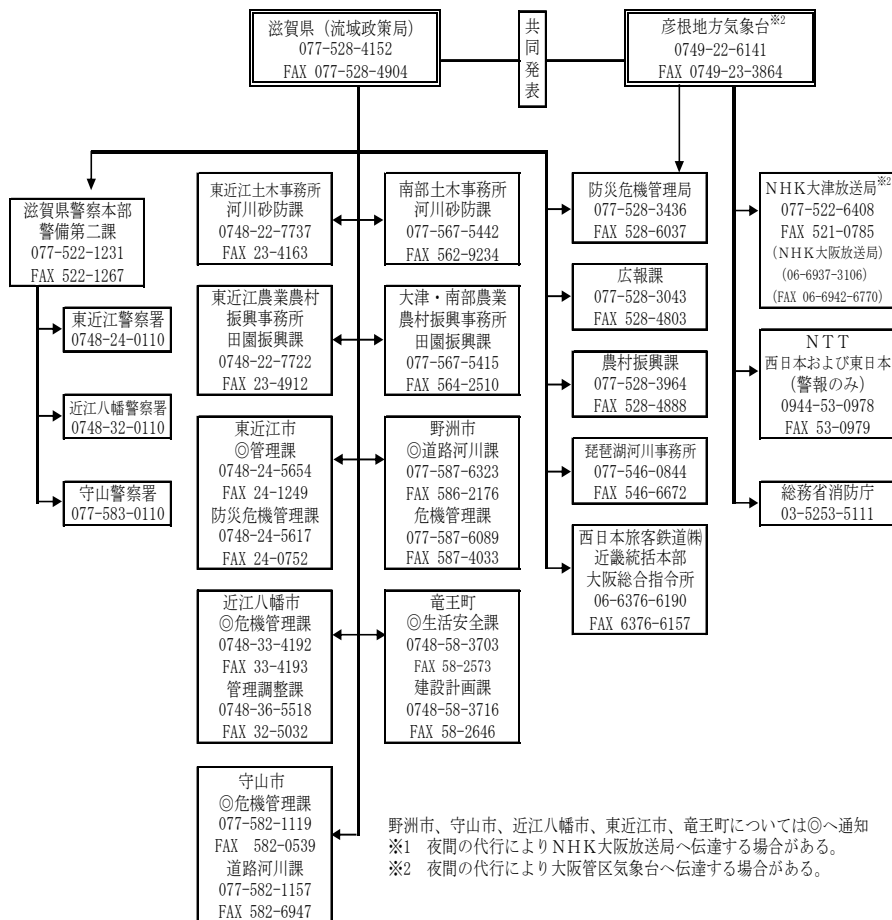 滋賀県（流域政策局）
077-528-4152
FAX 077-528-4904
共同発表
彦根地方気象台※2
0749-22-6141
FAX 0749-23-3864
滋賀県警察本部
警備第二課
077-522-1231
FAX 522-1267
東近江警察署
0748-24-0110
近江八幡警察署
0748-32-0110
守山警察署
077-583-0110
東近江土木事務所
河川砂防課
0748-22-7737
FAX 23-4163
南部土木事務所
河川砂防課
077-567-5442
FAX 562-9234
東近江農業農村
振興事務所
田園振興課
0748-22-7722
FAX 23-4912
大津・南部農業
農村振興事務所
田園振興課
077-567-5415
FAX 564-2510
東近江市
◎管理課
0748-24-5654
FAX 24-1249
防災危機管理課
0748-24-5617
FAX 24-0752
野洲市
◎道路河川課
077-587-6323
FAX 586-2176
危機管理課
077-587-6089
FAX 587-4033
近江八幡市
◎危機管理課
0748-33-4192
FAX 33-4193
管理調整課
0748-36-5518
FAX 32-5032
竜王町
◎生活安全課
0748-58-3703
FAX 58-2573
建設計画課
0748-58-3716
FAX 58-2646
守山市
◎危機管理課
077-582-1119
FAX　582-0539
道路河川課
077-582-1157
FAX 582-6947
防災危機管理局
077-528-3436
FAX 528-6037
広報課
077-528-3043
FAX 528-4803
農村振興課
077-528-3964
FAX 528-4888
琵琶湖河川事務所
077-546-0844
FAX 546-6672
西日本旅客鉄道㈱
近畿統括本部
大阪総合指令所
06-6376-6190
FAX 6376-6157
ＮＨＫ大津放送局※2
077-522-6408
FAX 521-0785
(ＮＨＫ大阪放送局)
(06-6937-3106)
(FAX 06-6942-6770)
ＮＴＴ
西日本および東日本
（警報のみ）
0944-53-0978
FAX 53-0979
総務省消防庁
03-5253-5111
野洲市、守山市、近江八幡市、東近江市、竜王町については◎へ通知
※1　夜間の代行によりＮＨＫ大阪放送局へ伝達する場合がある。
※2　夜間の代行により大阪管区気象台へ伝達する場合がある。